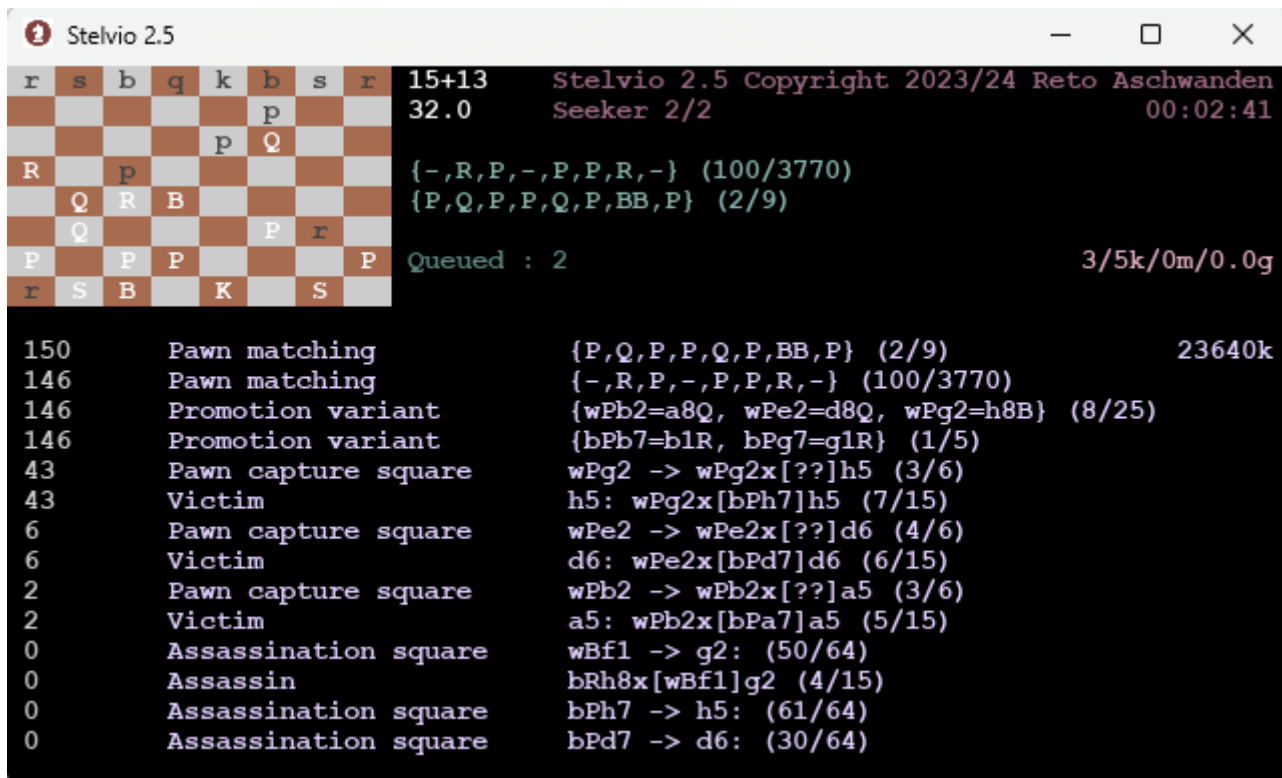 Stelvio 2.5
r s b q k b s r 15+13 Stelvio 2.5 Copyright 2023/24 Reto Aschwanden
p 32.0 Seeker 2/2 00:02:41
p Q
R p {-,R,P,-,P,P,R,-} (100/3770)
Q R B {P,Q,P,P,Q,P,BB,P} (2/9)
Q P r
P P P P Queued : 2 3/5k/0m/0.0g
r S B K S
150 Pawn matching {P,Q,P,P,Q,P,BB,P} (2/9) 23640k
146 Pawn matching {-,R,P,-,P,P,R,-} (100/3770)
146 Promotion variant {wPb2=a8Q, wPe2=d8Q, wPg2=h8B} (8/25)
146 Promotion variant {bPb7=b1R, bPg7=g1R} (1/5)
43 Pawn capture square wPg2 -> wPg2x[??]h5 (3/6)
43 Victim h5: wPg2x[bPh7]h5 (7/15)
6 Pawn capture square wPe2 -> wPe2x[??]d6 (4/6)
6 Victim d6: wPe2x[bPd7]d6 (6/15)
2 Pawn capture square wPb2 -> wPb2x[??]a5 (3/6)
2 Victim a5: wPb2x[bPa7]a5 (5/15)
0 Assassination square wBf1 -> g2: (50/64)
0 Assassin bRh8x[wBf1]g2 (4/15)
0 Assassination square bPh7 -> h5: (61/64)
0 Assassination square bPd7 -> d6: (30/64)